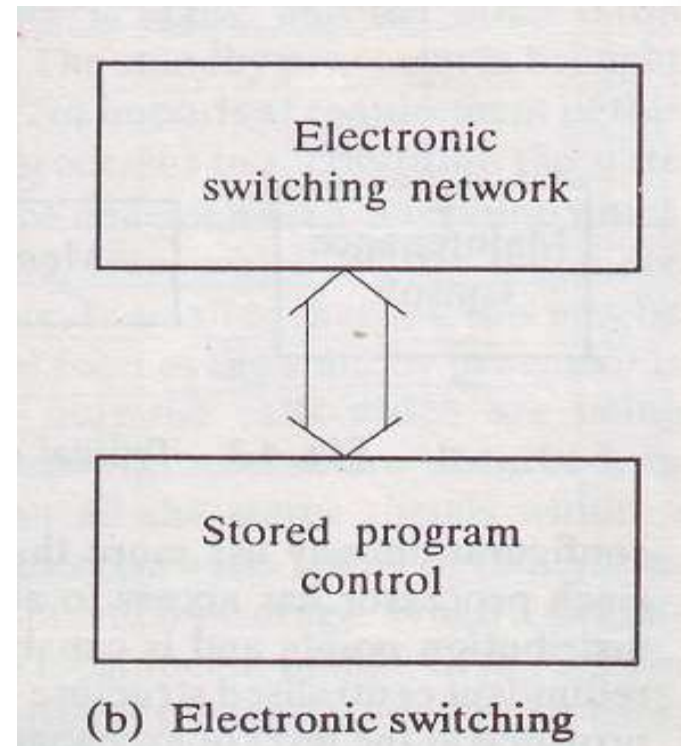 Electronic
switching network
Stored program
control
(b) Electronic switching